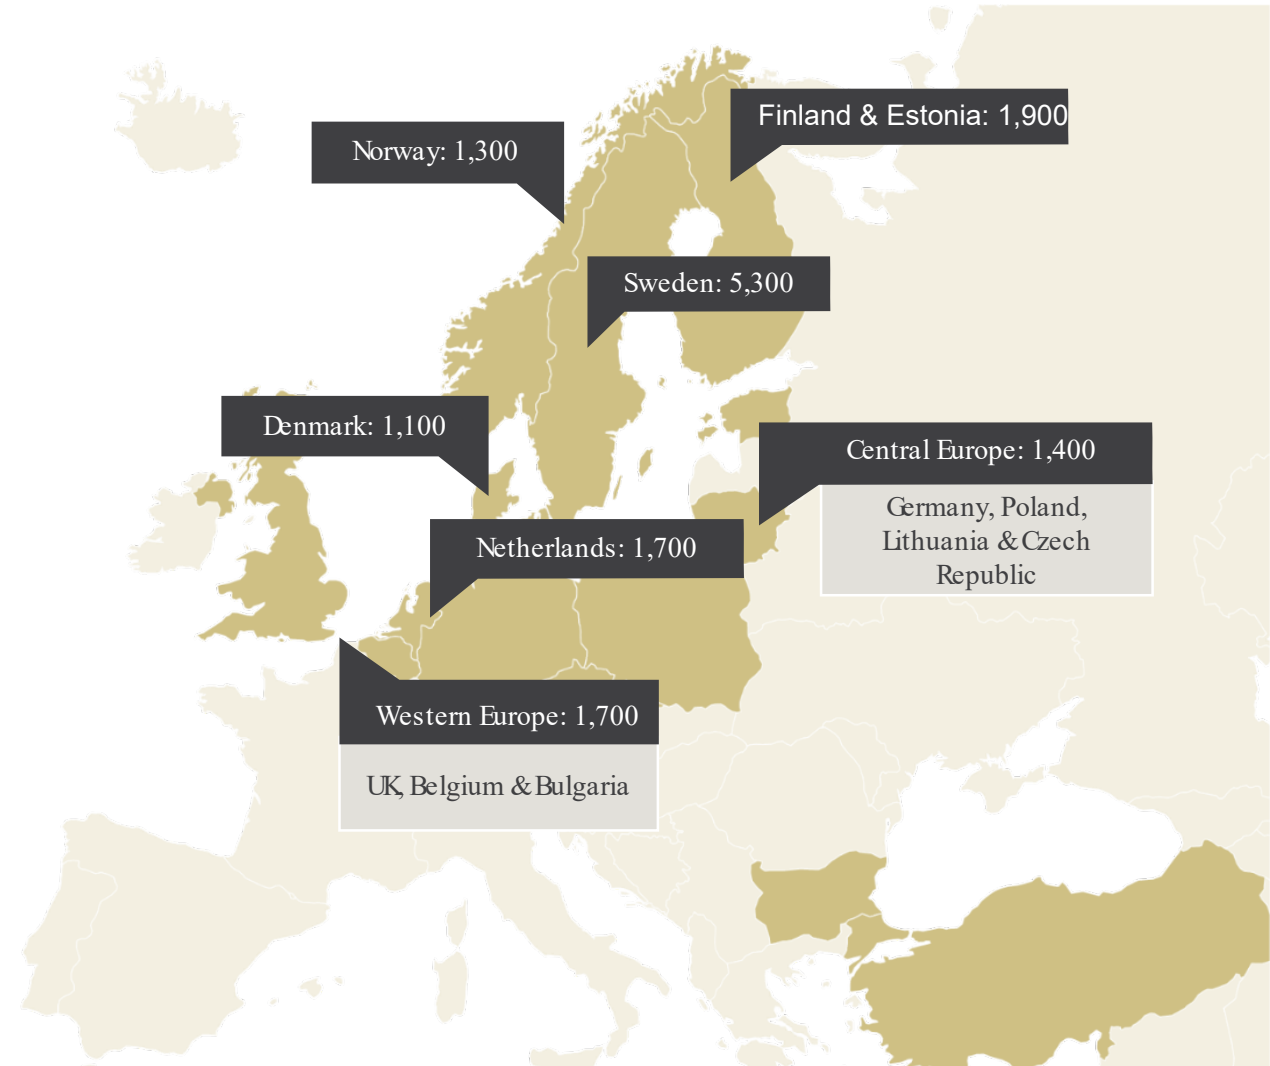 Finland & Estonia: 1,900
Norway: 1,300
Sweden: 5,300
Denmark: 1,100
Central Europe: 1,400
Germany, Poland,
Lithuania & Czech
Republic
Netherlands: 1,700
Western Europe: 1,700
UK, Belgium & Bulgaria